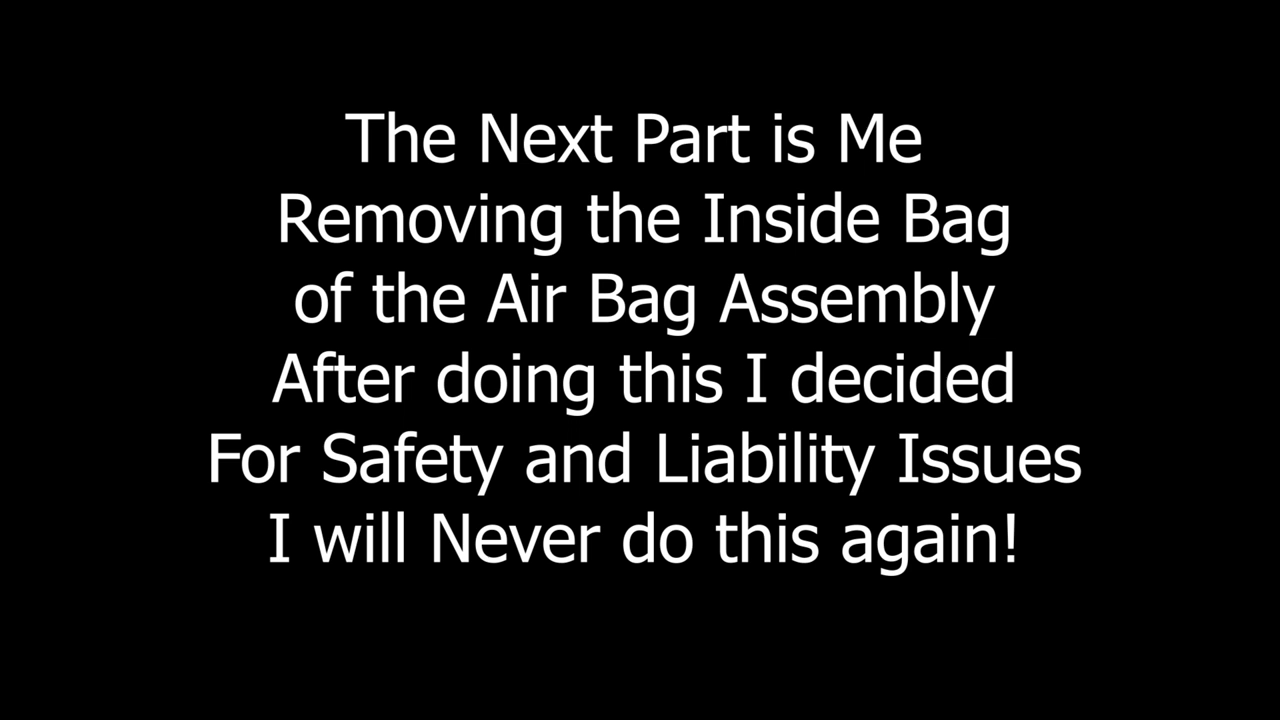 The Next Part is Me
Removing the Inside Bag
of the Air Bag Assembly
After doing this I decided
For Safety and Liability Issues
I will Never do this again!